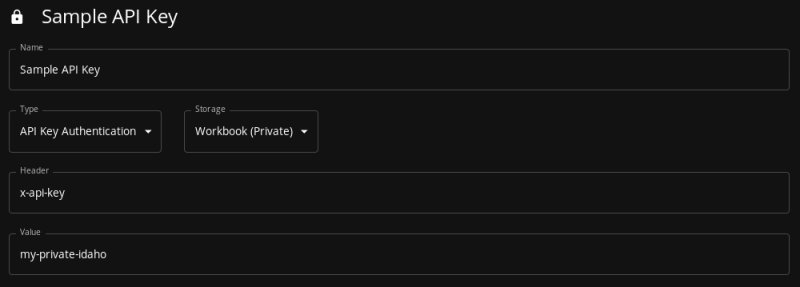 Sample API Key
Name
Sample API Key
Type
Storage
API Key Authentication
Workbook (Private)
Header
x-api-key
Value
my-private-idaho